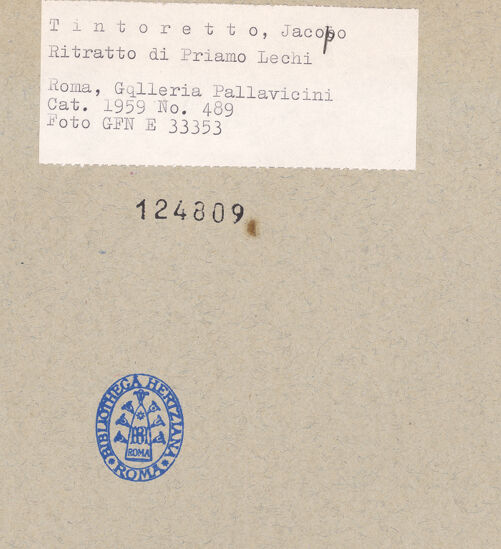 Tintoretto, Jacopo
Ritratto di Priamo Lechi
Roma, Gqlleria Pallavicini
Cat. 1959 No. 489
Foto GFN E 33353
124809
BIBLIOTHECA HERTZIANA
BH
ROMA
ROMA